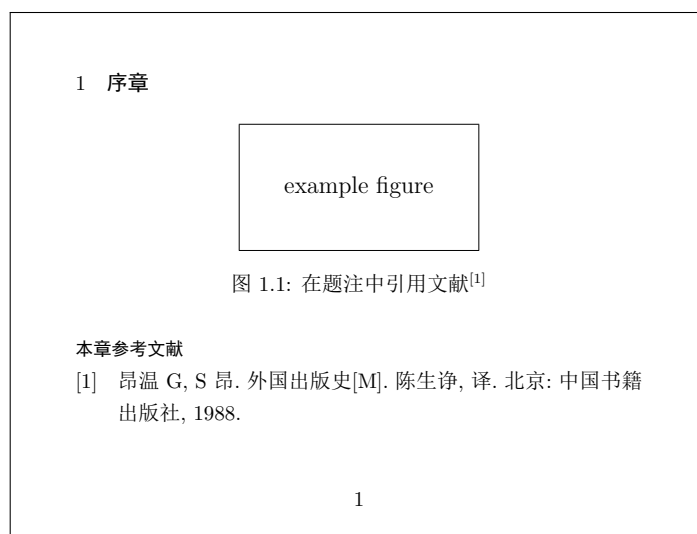 1 序章
example figure
图 1.1: 在题注中引用文献[1]
本章参考文献
[1] 昂温 G, S 昂. 外国出版史[M]. 陈生诤, 译. 北京: 中国书籍
出版社, 1988.
1